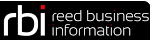 rbi reed business
information